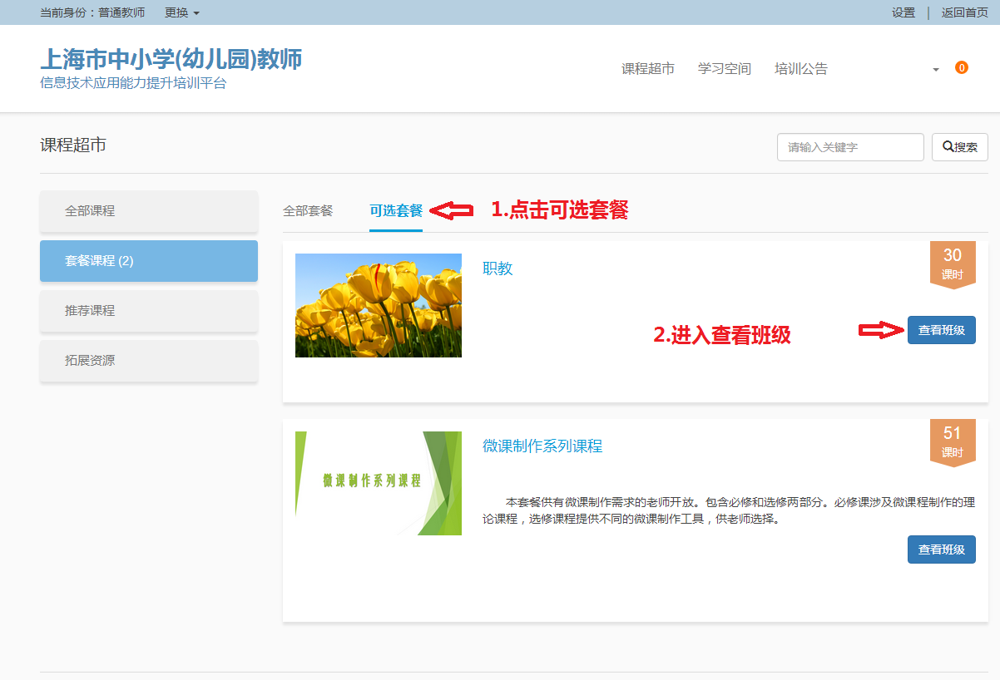 当前身份：普通教师 更换
设置 | 返回首页
上海市中小学(幼儿园)教师
信息技术应用能力提升培训平台
课程超市 学习空间 培训公告 0
课程超市
请输入关键字 搜索
全部课程
套餐课程 (2)
推荐课程
拓展资源
全部套餐 可选套餐 1.点击可选套餐
职教
30
课时
2.进入查看班级 查看班级
微课制作系列课程
微课制作系列课程
51
课时
本套餐供有微课制作需求的老师开放。包含必修和选修两部分。必修课涉及微课程制作的理
论课程，选修课程提供不同的微课制作工具，供老师选择。
查看班级